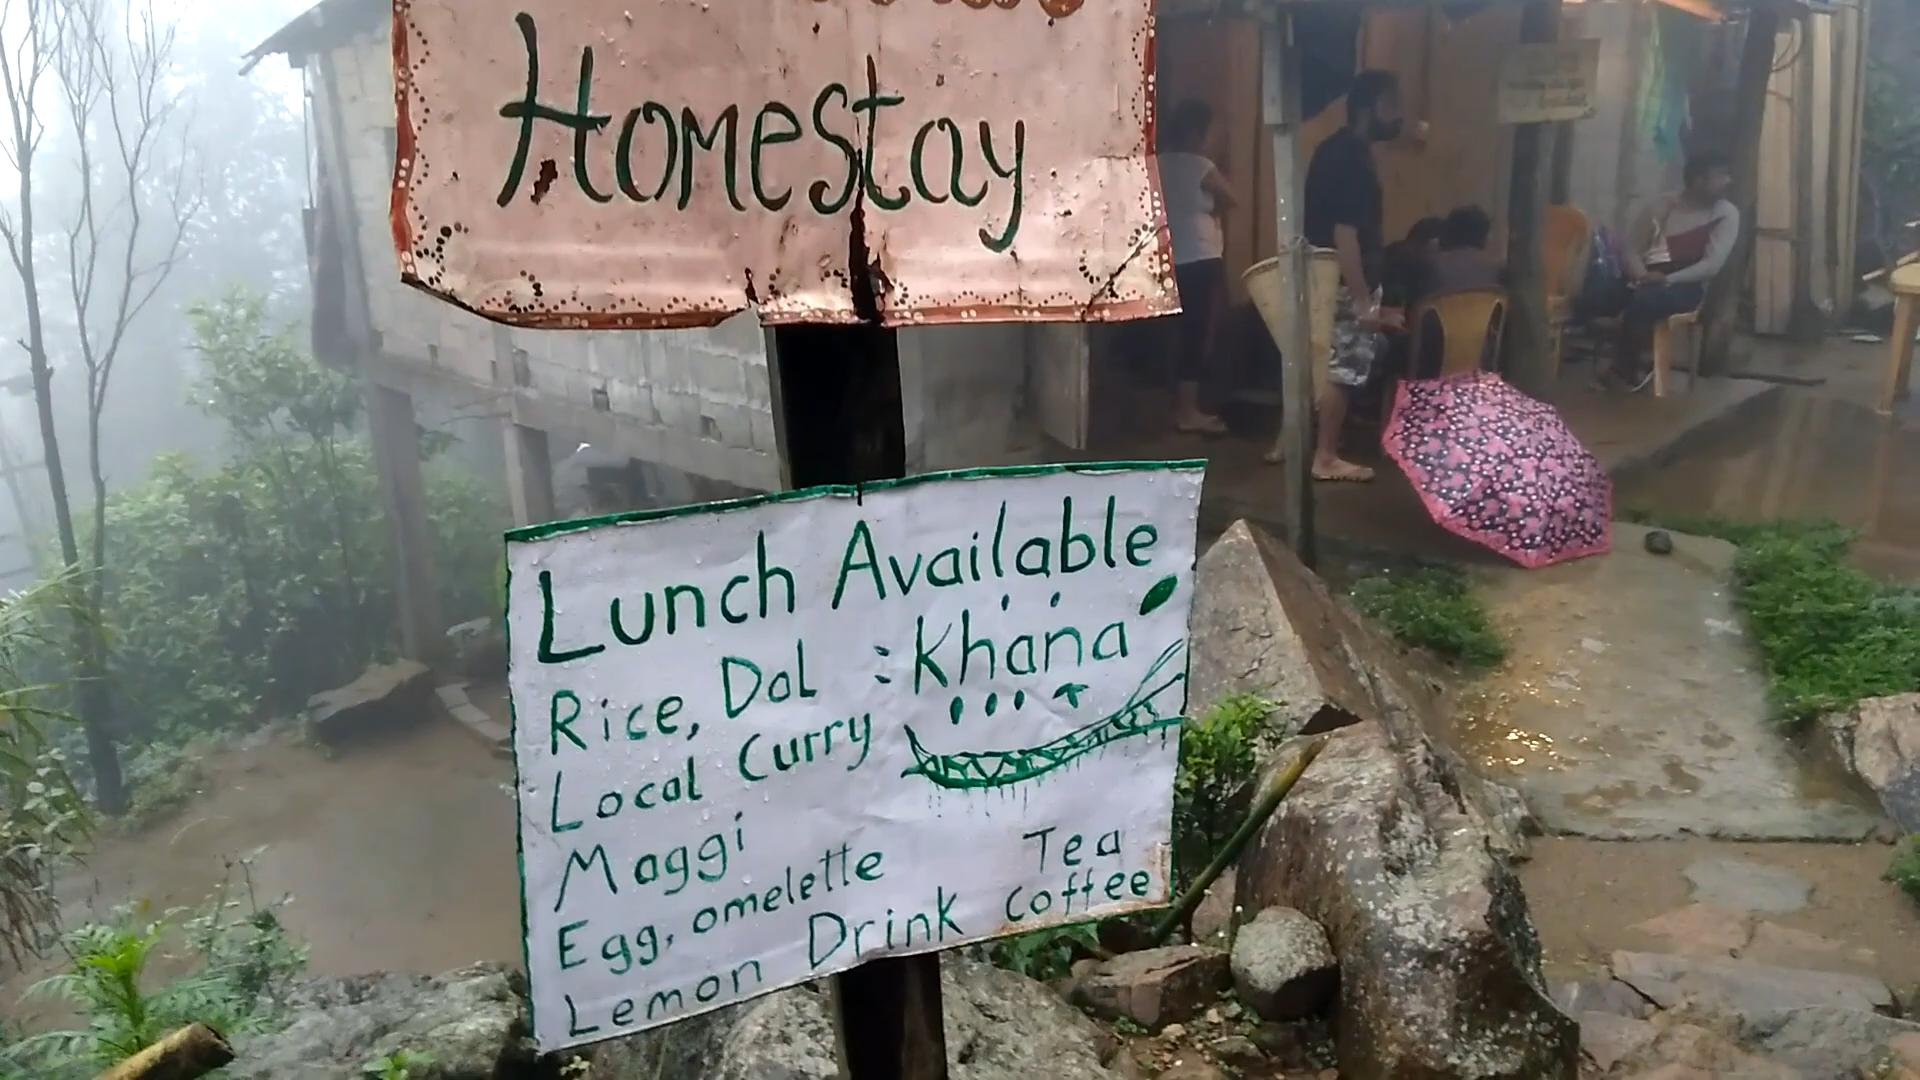 Homestay
Lunch Available
Rice, Dal : Khana
Local Curry
Maggi
Egg, omelette Tea
Lemon Drink Coffee